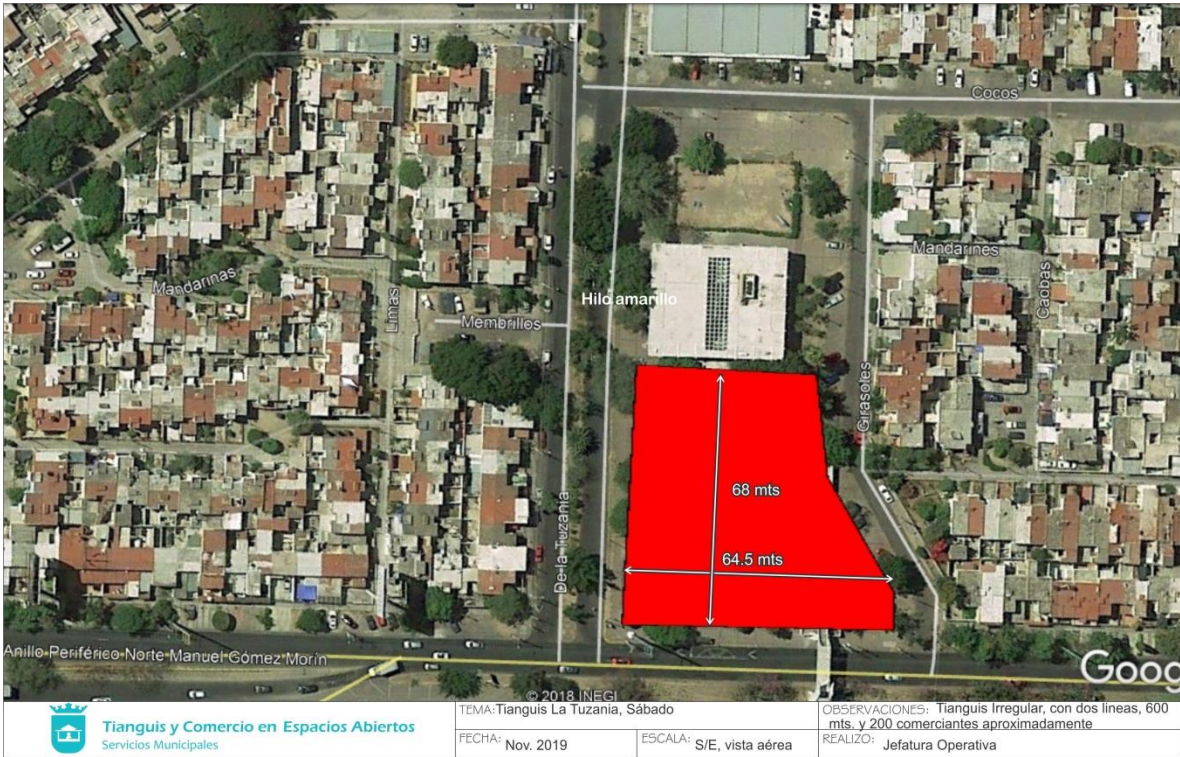 Cocos
Mandarinas
Mandarines
Caobas
Limas
Hilo amarillo
Membrillos
Girasoles
68 mts
64.5 mts
De la Tuzania
Anillo Periférico Norte Manuel Gómez Morin
Goog
© 2018 INEGI
Tianguis y Comercio en Espacios Abiertos
Servicios Municipales
TEMA: Tianguis La Tuzania, Sábado
OBSERVACIONES: Tianguis Irregular, con dos lineas, 600
mts. y 200 comerciantes aproximadamente
FECHA: Nov. 2019
ESCALA: S/E, vista aérea
REALIZO: Jefatura Operativa